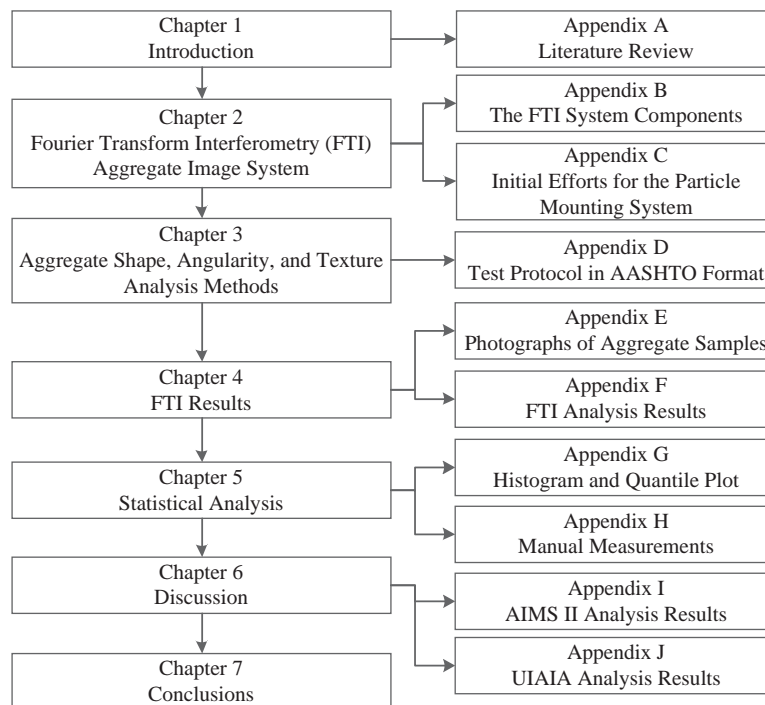 Chapter 1
Introduction
Appendix A
Literature Review
Chapter 2
Fourier Transform Interferometry (FTI)
Aggregate Image System
Appendix B
The FTI System Components
Appendix C
Initial Efforts for the Particle
Mounting System
Chapter 3
Aggregate Shape, Angularity, and Texture
Analysis Methods
Appendix D
Test Protocol in AASHTO Format
Chapter 4
FTI Results
Appendix E
Photographs of Aggregate Samples
Appendix F
FTI Analysis Results
Chapter 5
Statistical Analysis
Appendix G
Histogram and Quantile Plot
Appendix H
Manual Measurements
Chapter 6
Discussion
Appendix I
AIMS II Analysis Results
Appendix J
UIAIA Analysis Results
Chapter 7
Conclusions